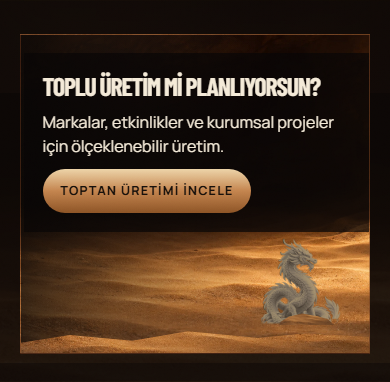 TOPLU ÜRETİM Mİ PLANLIYORSUN?
Markalar, etkinlikler ve kurumsal projeler
için ölçeklenebilir üretim.
TOPTAN ÜRETİMİ İNCELE